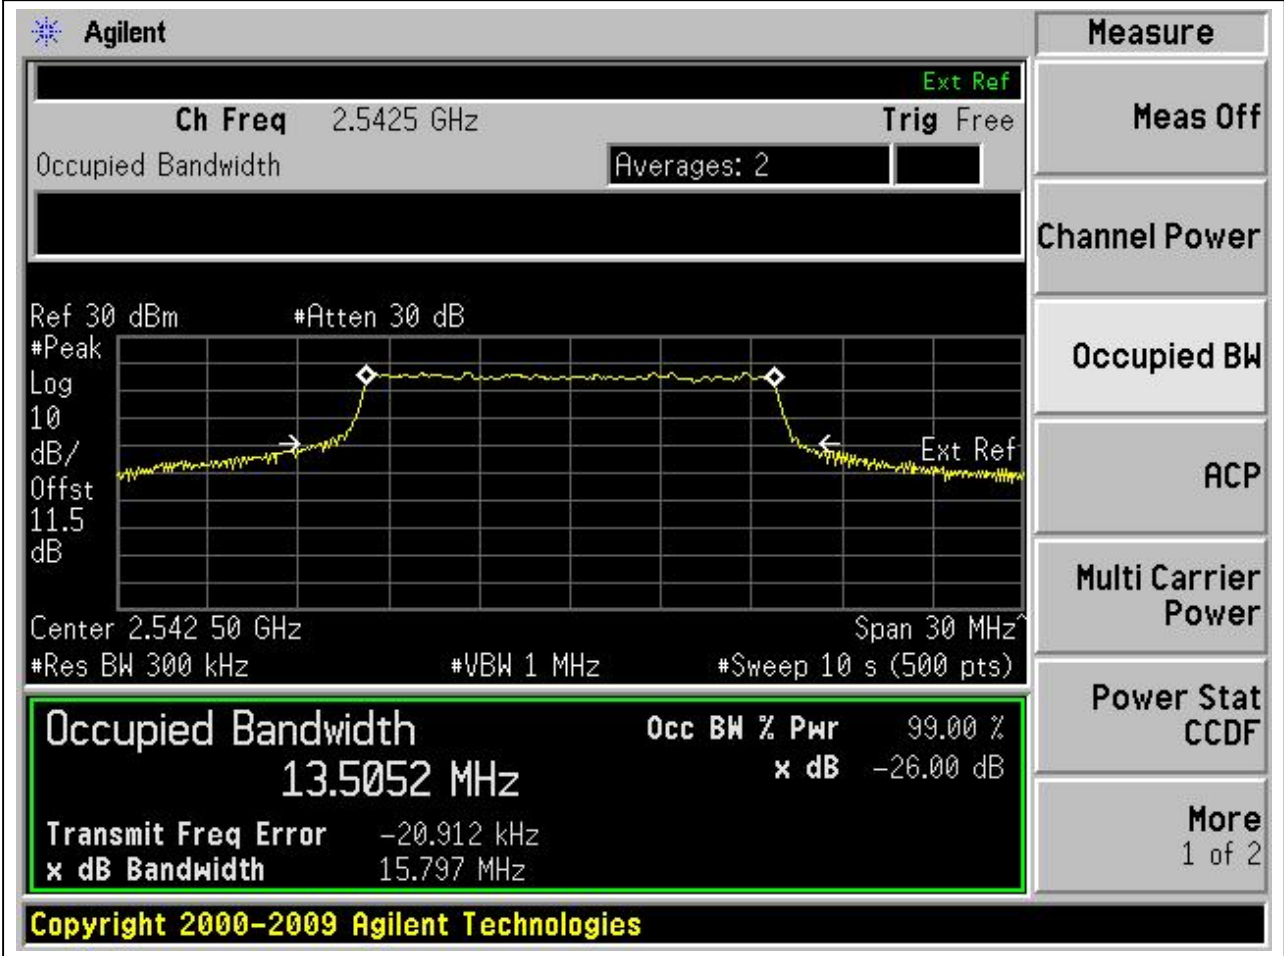 Agilent
Measure
Ext Ref
Ch Freq 2.5425 GHz Trig Free
Meas Off
Occupied Bandwidth Averages: 2
Channel Power
Ref 30 dBm #Atten 30 dB
#Peak
Log
10
dB/
Offst
11.5
dB
Occupied BW
Ext Ref
ACP
Center 2.542 50 GHz Span 30 MHz^
#Res BW 300 kHz #VBW 1 MHz #Sweep 10 s (500 pts)
Multi Carrier
Power
Occupied Bandwidth Occ BW % Pwr 99.00 %
13.5052 MHz x dB -26.00 dB
Power Stat
CCDF
Transmit Freq Error -20.912 kHz
x dB Bandwidth 15.797 MHz
More
1 of 2
Copyright 2000-2009 Agilent Technologies